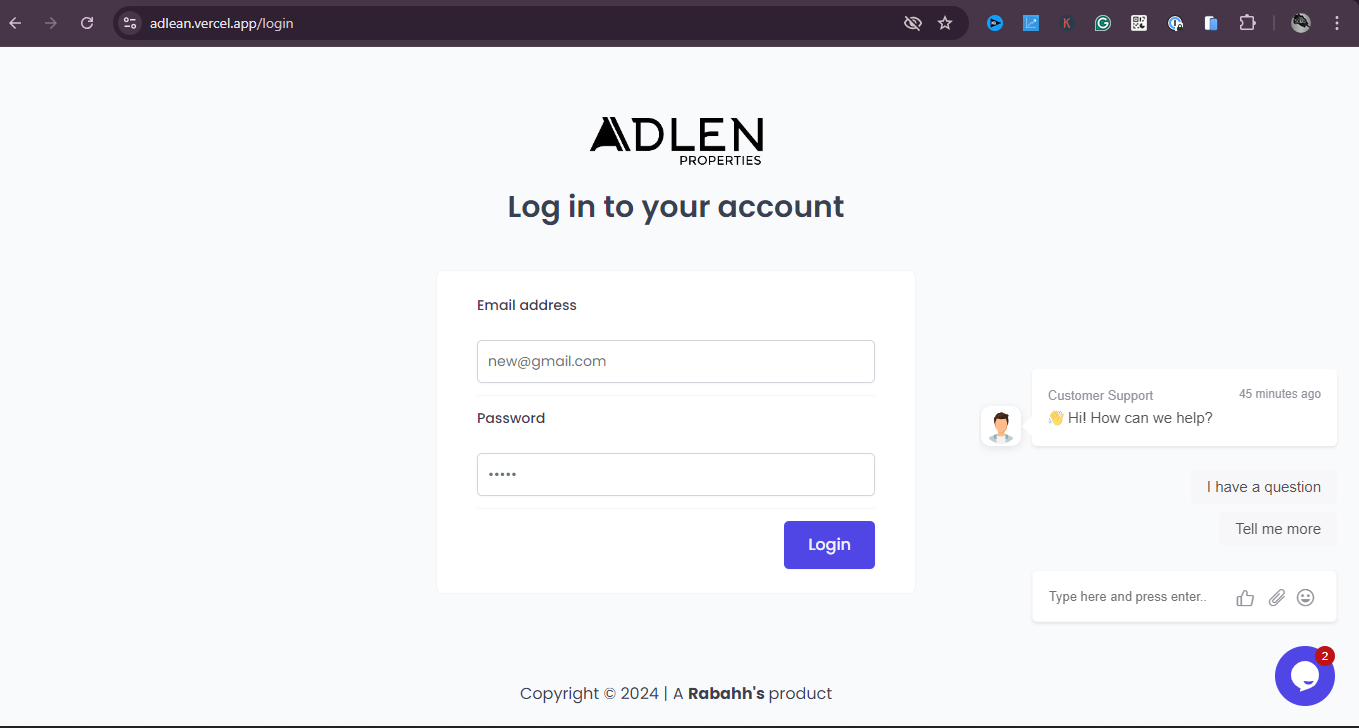 adlean.vercel.app/login
ADLEN
PROPERTIES
Log in to your account
Email address
new@gmail.com
Password
•••••
Login
Customer Support
45 minutes ago
👋 Hi! How can we help?
I have a question
Tell me more
Type here and press enter..
2
Copyright © 2024 | A Rabahh's product